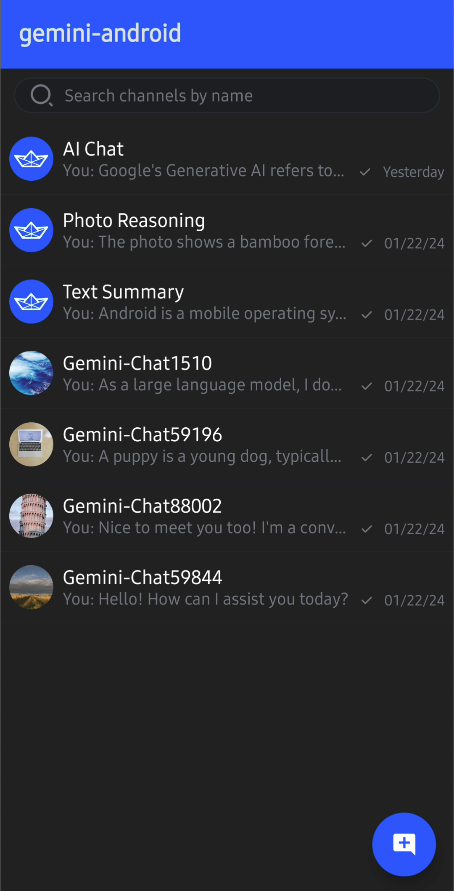 gemini-android
Search channels by name
AI Chat
You: Google's Generative AI refers to... Yesterday
Photo Reasoning
You: The photo shows a bamboo fore... 01/22/24
Text Summary
You: Android is a mobile operating sy... 01/22/24
Gemini-Chat1510
You: As a large language model, I do... 01/22/24
Gemini-Chat59196
You: A puppy is a young dog, typicall... 01/22/24
Gemini-Chat88002
You: Nice to meet you too! I'm a conv... 01/22/24
Gemini-Chat59844
You: Hello! How can I assist you today? 01/22/24